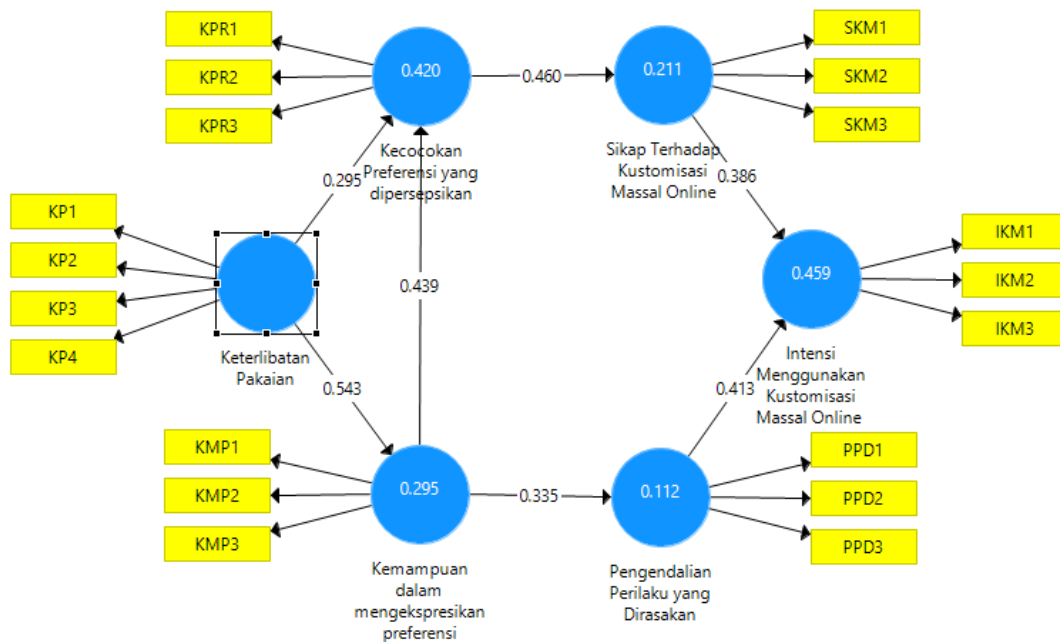 KPR1
KPR2
KPR3
0.420
Kecocokan
Preferensi yang
dipersepsikan
0.460
0.211
Sikap Terhadap
Kustomisasi
Massal Online
SKM1
SKM2
SKM3
0.295
0.386
KP1
KP2
KP3
KP4
Keterlibatan
Pakaian
0.439
0.459
Intensi
Menggunakan
Kustomisasi
Massal Online
IKM1
IKM2
IKM3
0.543
0.413
KMP1
KMP2
KMP3
0.295
Kemampuan
dalam
mengekspresikan
preferensi
0.335
0.112
Pengendalian
Perilaku yang
Dirasakan
PPD1
PPD2
PPD3